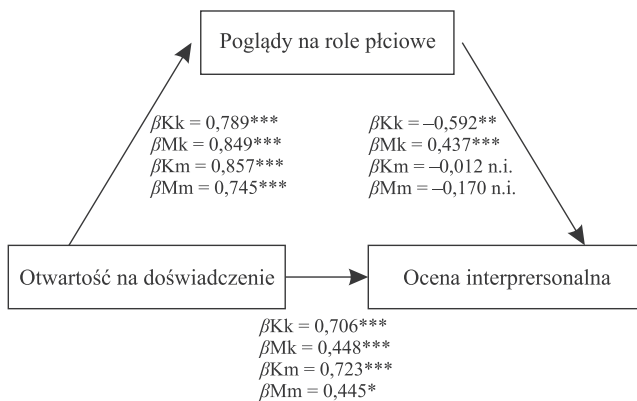 Poglądy na role płciowe
βKk = 0,789***
βMk = 0,849***
βKm = 0,857***
βMm = 0,745***
βKk = –0,592**
βMk = 0,437***
βKm = –0,012 n.i.
βMm = –0,170 n.i.
Otwartość na doświadczenie
Ocena interprersonalna
βKk = 0,706***
βMk = 0,448***
βKm = 0,723***
βMm = 0,445*